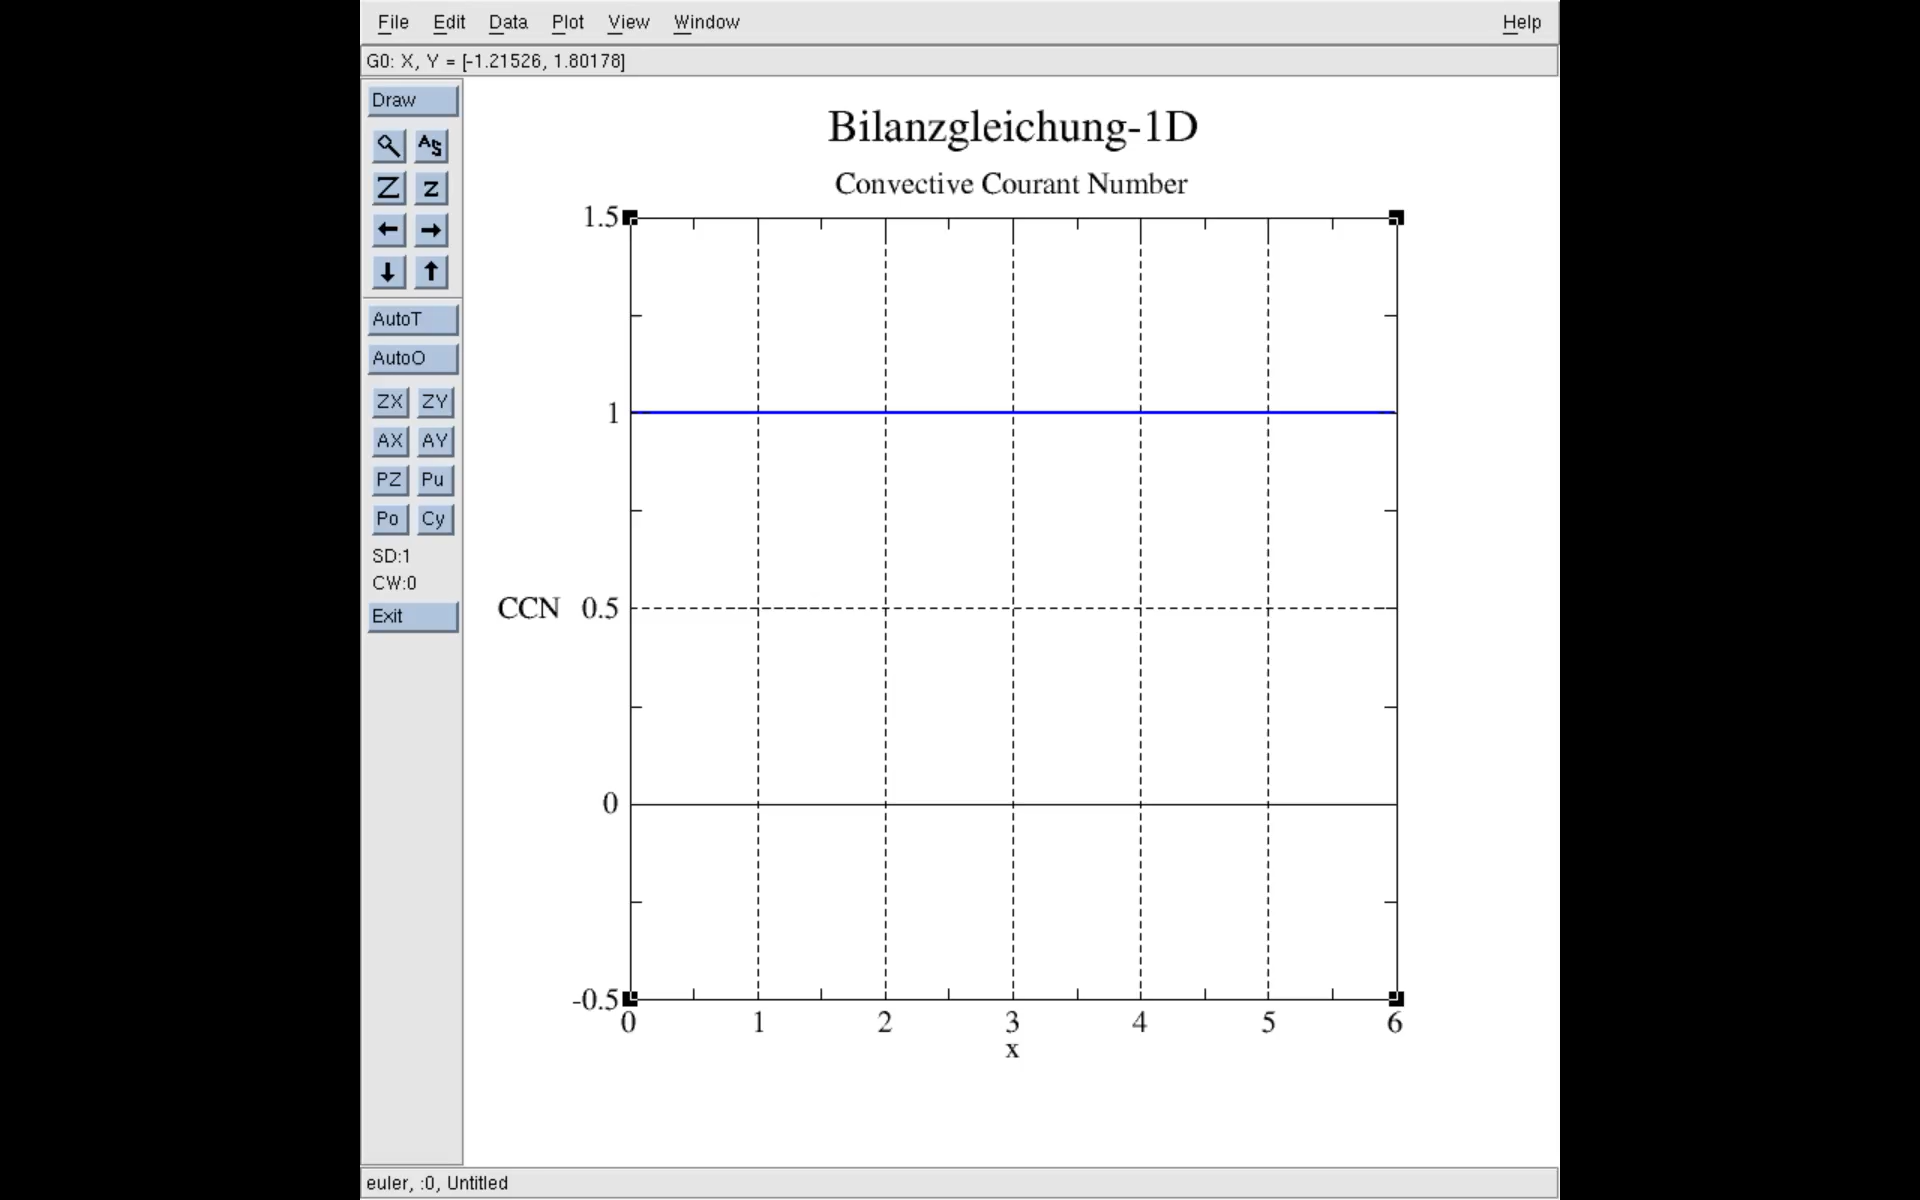 File Edit Data Plot View Window Help
G0: X, Y = [-1.21526, 1.80178]
Draw
Z z
AutoT
AutoO
ZX ZY
AX AY
PZ Pu
Po Cy
SD:1
CW:0
Exit
Bilanzgleichung-1D
Convective Courant Number
1.5
1
CCN 0.5
0
-0.5
0 1 2 3 4 5 6
x
euler, :0, Untitled